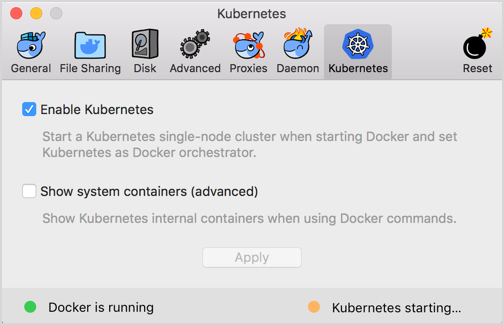 Kubernetes
General File Sharing Disk Advanced Proxies Daemon Kubernetes Reset
Enable Kubernetes
Start a Kubernetes single-node cluster when starting Docker and set
Kubernetes as Docker orchestrator.
Show system containers (advanced)
Show Kubernetes internal containers when using Docker commands.
Apply
Docker is running Kubernetes starting...